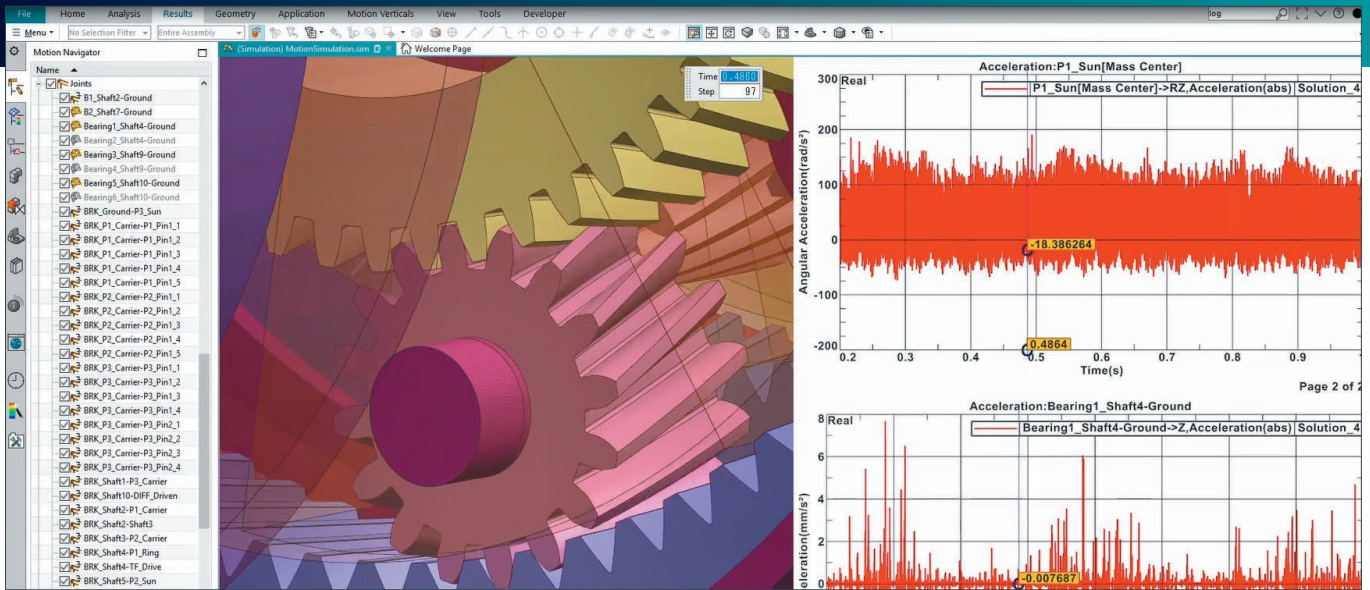 File Home Analysis Results Geometry Application Motion Verticals View Tools Developer log
Menu No Selection Filter Entire Assembly
Motion Navigator
(Simulation) MotionSimulation.sim Welcome Page
Name
Joints
B1_Shaft2-Ground
B2_Shaft7-Ground
Bearing1_Shaft4-Ground
Bearing2_Shaft4-Ground
Bearing3_Shaft9-Ground
Bearing4_Shaft9-Ground
Bearing5_Shaft10-Ground
Bearing6_Shaft10-Ground
BRK_Ground-P3_Sun
BRK_P1_Carrier-P1_Pin1_1
BRK_P1_Carrier-P1_Pin1_2
BRK_P1_Carrier-P1_Pin1_3
BRK_P1_Carrier-P1_Pin1_4
BRK_P1_Carrier-P1_Pin1_5
BRK_P2_Carrier-P2_Pin1_1
BRK_P2_Carrier-P2_Pin1_2
BRK_P2_Carrier-P2_Pin1_3
BRK_P2_Carrier-P2_Pin1_4
BRK_P2_Carrier-P2_Pin1_5
BRK_P3_Carrier-P3_Pin1_1
BRK_P3_Carrier-P3_Pin1_2
BRK_P3_Carrier-P3_Pin1_3
BRK_P3_Carrier-P3_Pin1_4
BRK_P3_Carrier-P3_Pin2_1
BRK_P3_Carrier-P3_Pin2_2
BRK_P3_Carrier-P3_Pin2_3
BRK_P3_Carrier-P3_Pin2_4
BRK_Shaft1-P3_Carrier
BRK_Shaft10-DIFF_Driven
BRK_Shaft2-P1_Carrier
BRK_Shaft2-Shaft3
BRK_Shaft3-P2_Carrier
BRK_Shaft4-P1_Ring
BRK_Shaft4-TF_Drive
BRK_Shaft5-P2_Sun
Time 0.4860
Step 97
Acceleration:P1_Sun[Mass Center]
Real
P1_Sun[Mass Center]->RZ,Acceleration(abs) Solution_4
Angular Acceleration(rad/s²)
300
200
100
0
-100
-200
-18.386264
0.4864
0.2 0.3 0.4 0.5 0.6 0.7 0.8 0.9 1
Time(s)
Page 2 of 2
Acceleration:Bearing1_Shaft4-Ground
Real
Bearing1_Shaft4-Ground->Z,Acceleration(abs) Solution_4
eleration(mm/s²)
8
6
4
2
0
-0.007687